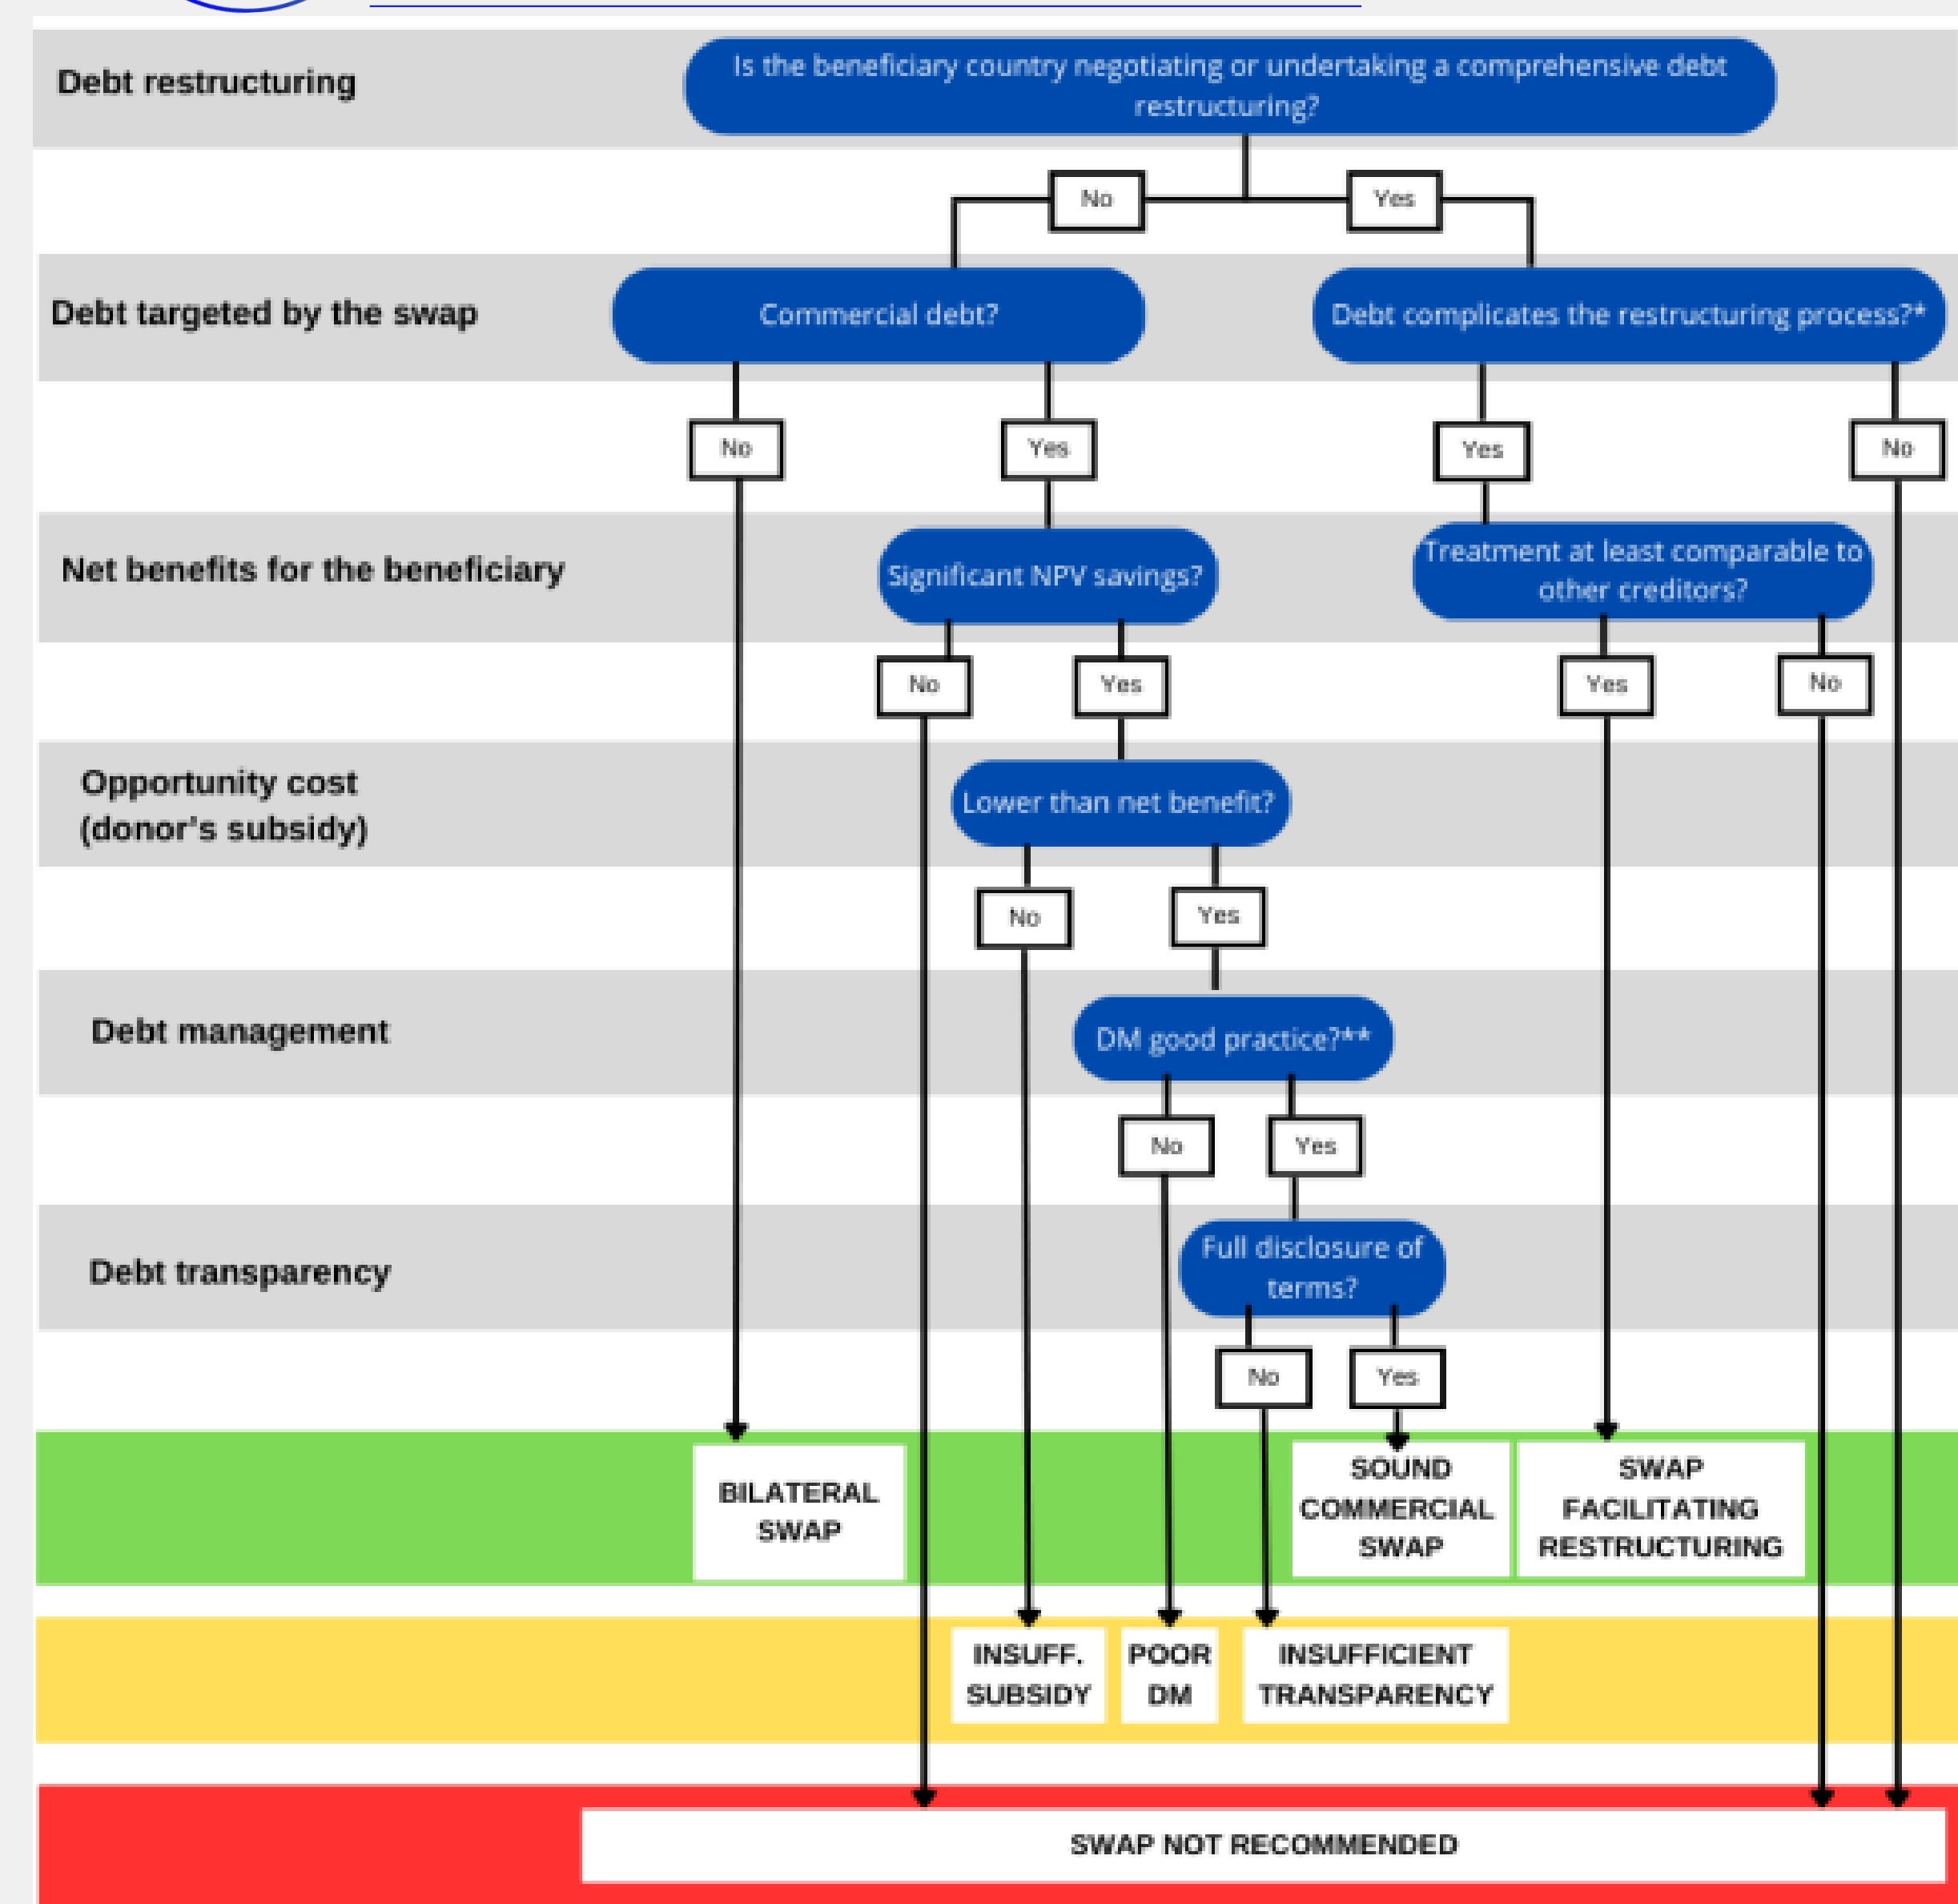 Debt restructuring
Is the beneficiary country negotiating or undertaking a comprehensive debt
restructuring?
No
Yes
Debt targeted by the swap
Commercial debt?
Debt complicates the restructuring process?*
No
Yes
Yes
No
Net benefits for the beneficiary
Significant NPV savings?
Treatment at least comparable to
other creditors?
No
Yes
Yes
No
Opportunity cost
(donor's subsidy)
Lower than net benefit?
No
Yes
Debt management
DM good practice?**
No
Yes
Debt transparency
Full disclosure of
terms?
No
Yes
BILATERAL
SWAP
SOUND
COMMERCIAL
SWAP
SWAP
FACILITATING
RESTRUCTURING
INSUFF.
SUBSIDY
POOR
DM
INSUFFICIENT
TRANSPARENCY
SWAP NOT RECOMMENDED